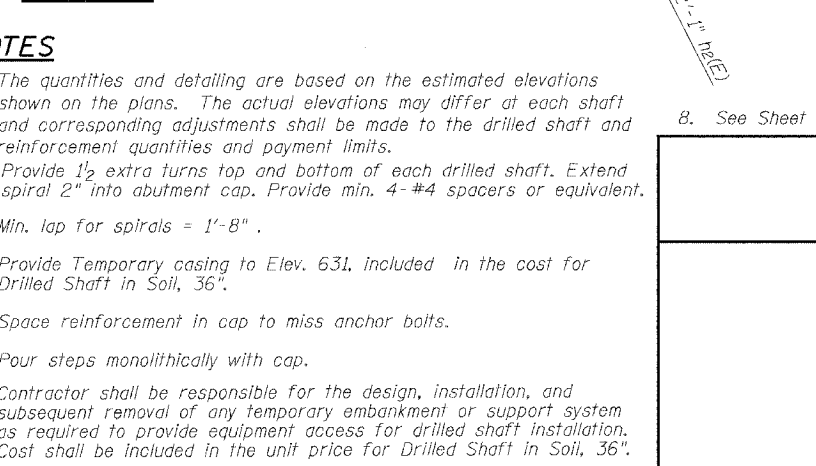 NOTES
The quantities and detailing are based on the estimated elevations
shown on the plans. The actual elevations may differ at each shaft
and corresponding adjustments shall be made to the drilled shaft and
reinforcement quantities and payment limits.
Provide 1 1/2 extra turns top and bottom of each drilled shaft. Extend
spiral 2" into abutment cap. Provide min. 4-#4 spacers or equivalent.
Min. lap for spirals = 1'-8" .
Provide Temporary casing to Elev. 631, included in the cost for
Drilled Shaft in Soil, 36".
Space reinforcement in cap to miss anchor bolts.
Pour steps monolithically with cap.
Contractor shall be responsible for the design, installation, and
subsequent removal of any temporary embankment or support system
as required to provide equipment access for drilled shaft installation.
Cost shall be included in the unit price for Drilled Shaft in Soil, 36".
2'-1" h2(E)
8. See Sheet